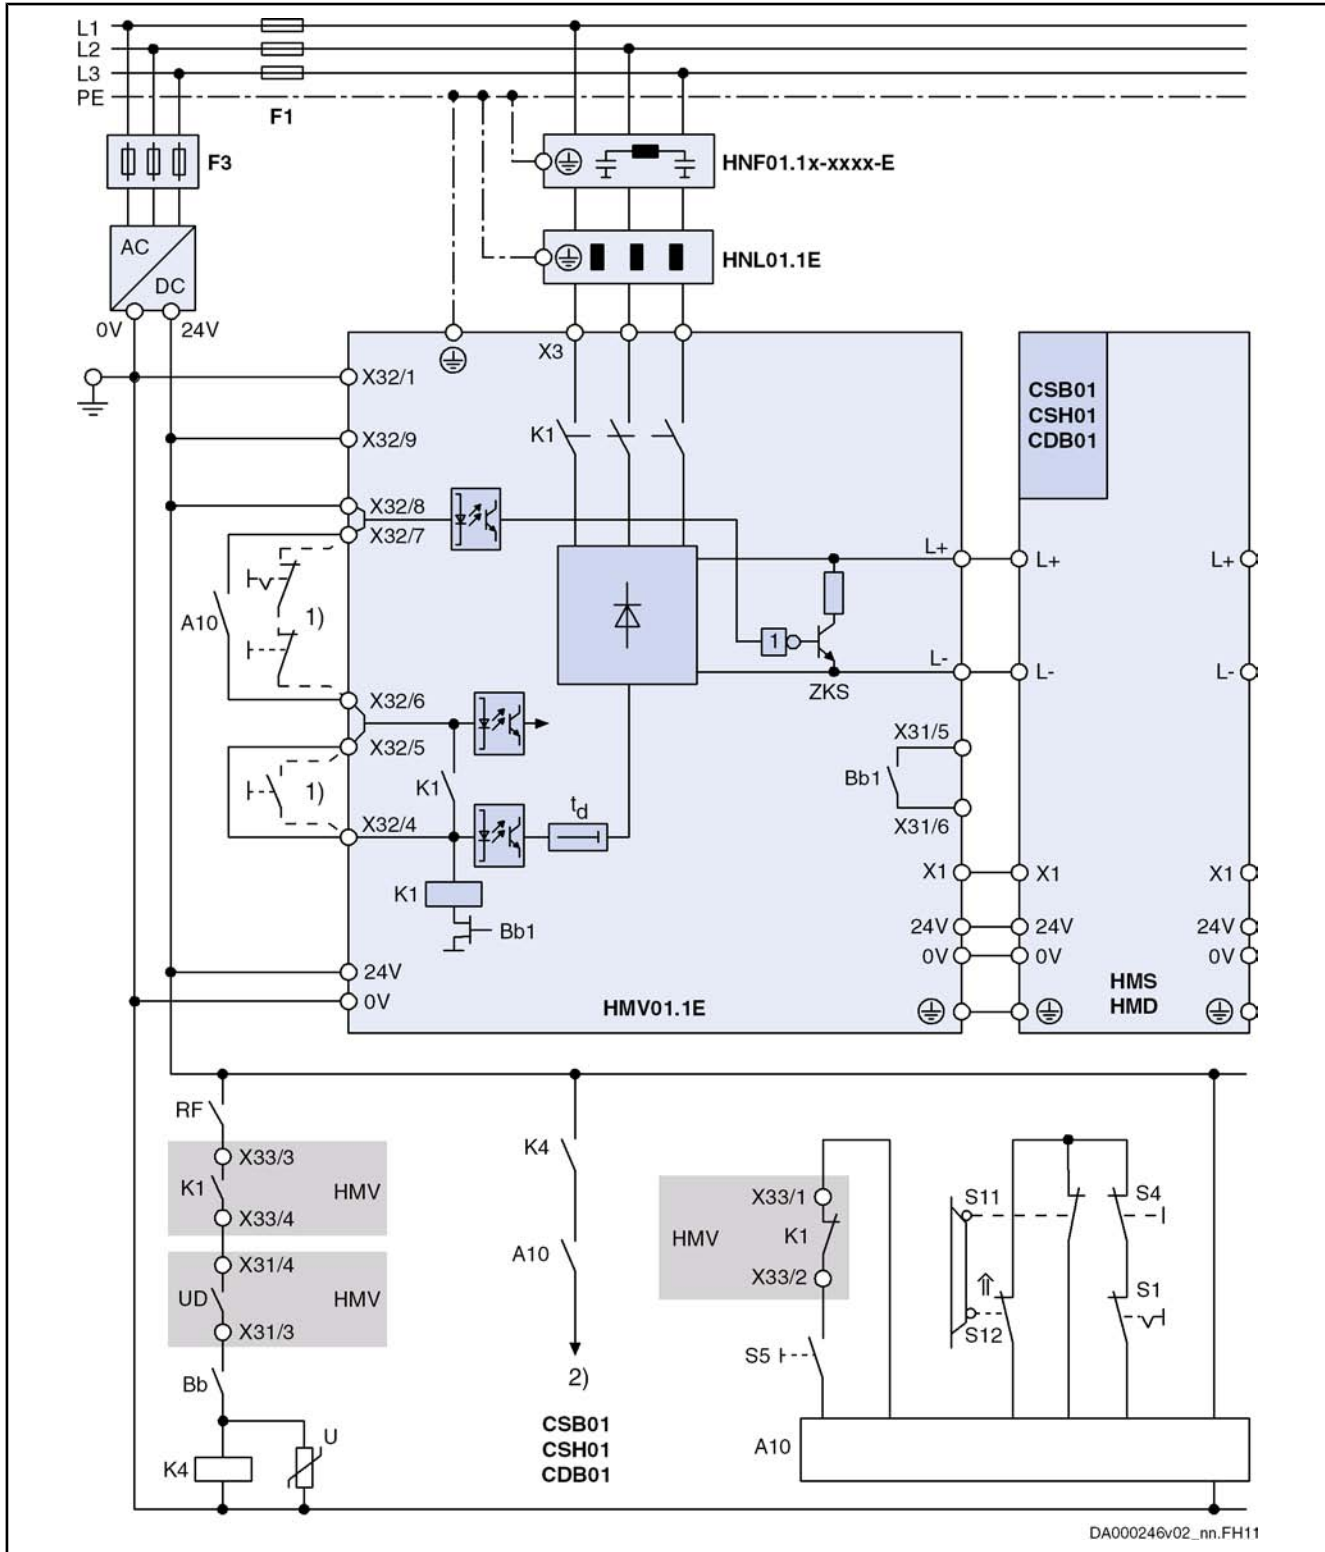 L1
L2
L3
PE
F1
F3
HNF01.1x-xxxx-E
AC
DC
HNL01.1E
0V
24V
X3
X32/1
CSB01
CSH01
CDB01
X32/9
K1
X32/8
X32/7
L+
L+
L+
A10
1)
1
L-
L-
L-
ZKS
X32/6
X32/5
X31/5
K1
Bb1
1)
td
X32/4
X31/6
K1
X1
X1
X1
Bb1
24V
24V
24V
24V
0V
0V
0V
0V
HMV01.1E
HMS
HMD
RF
X33/3
K1
HMV
X33/4
X31/4
UD
HMV
X31/3
Bb
U
K4
K4
A10
2)
CSB01
CSH01
CDB01
X33/1
HMV
K1
X33/2
S5
S11
S4
S12
S1
A10
DA000246v02_nn.FH11